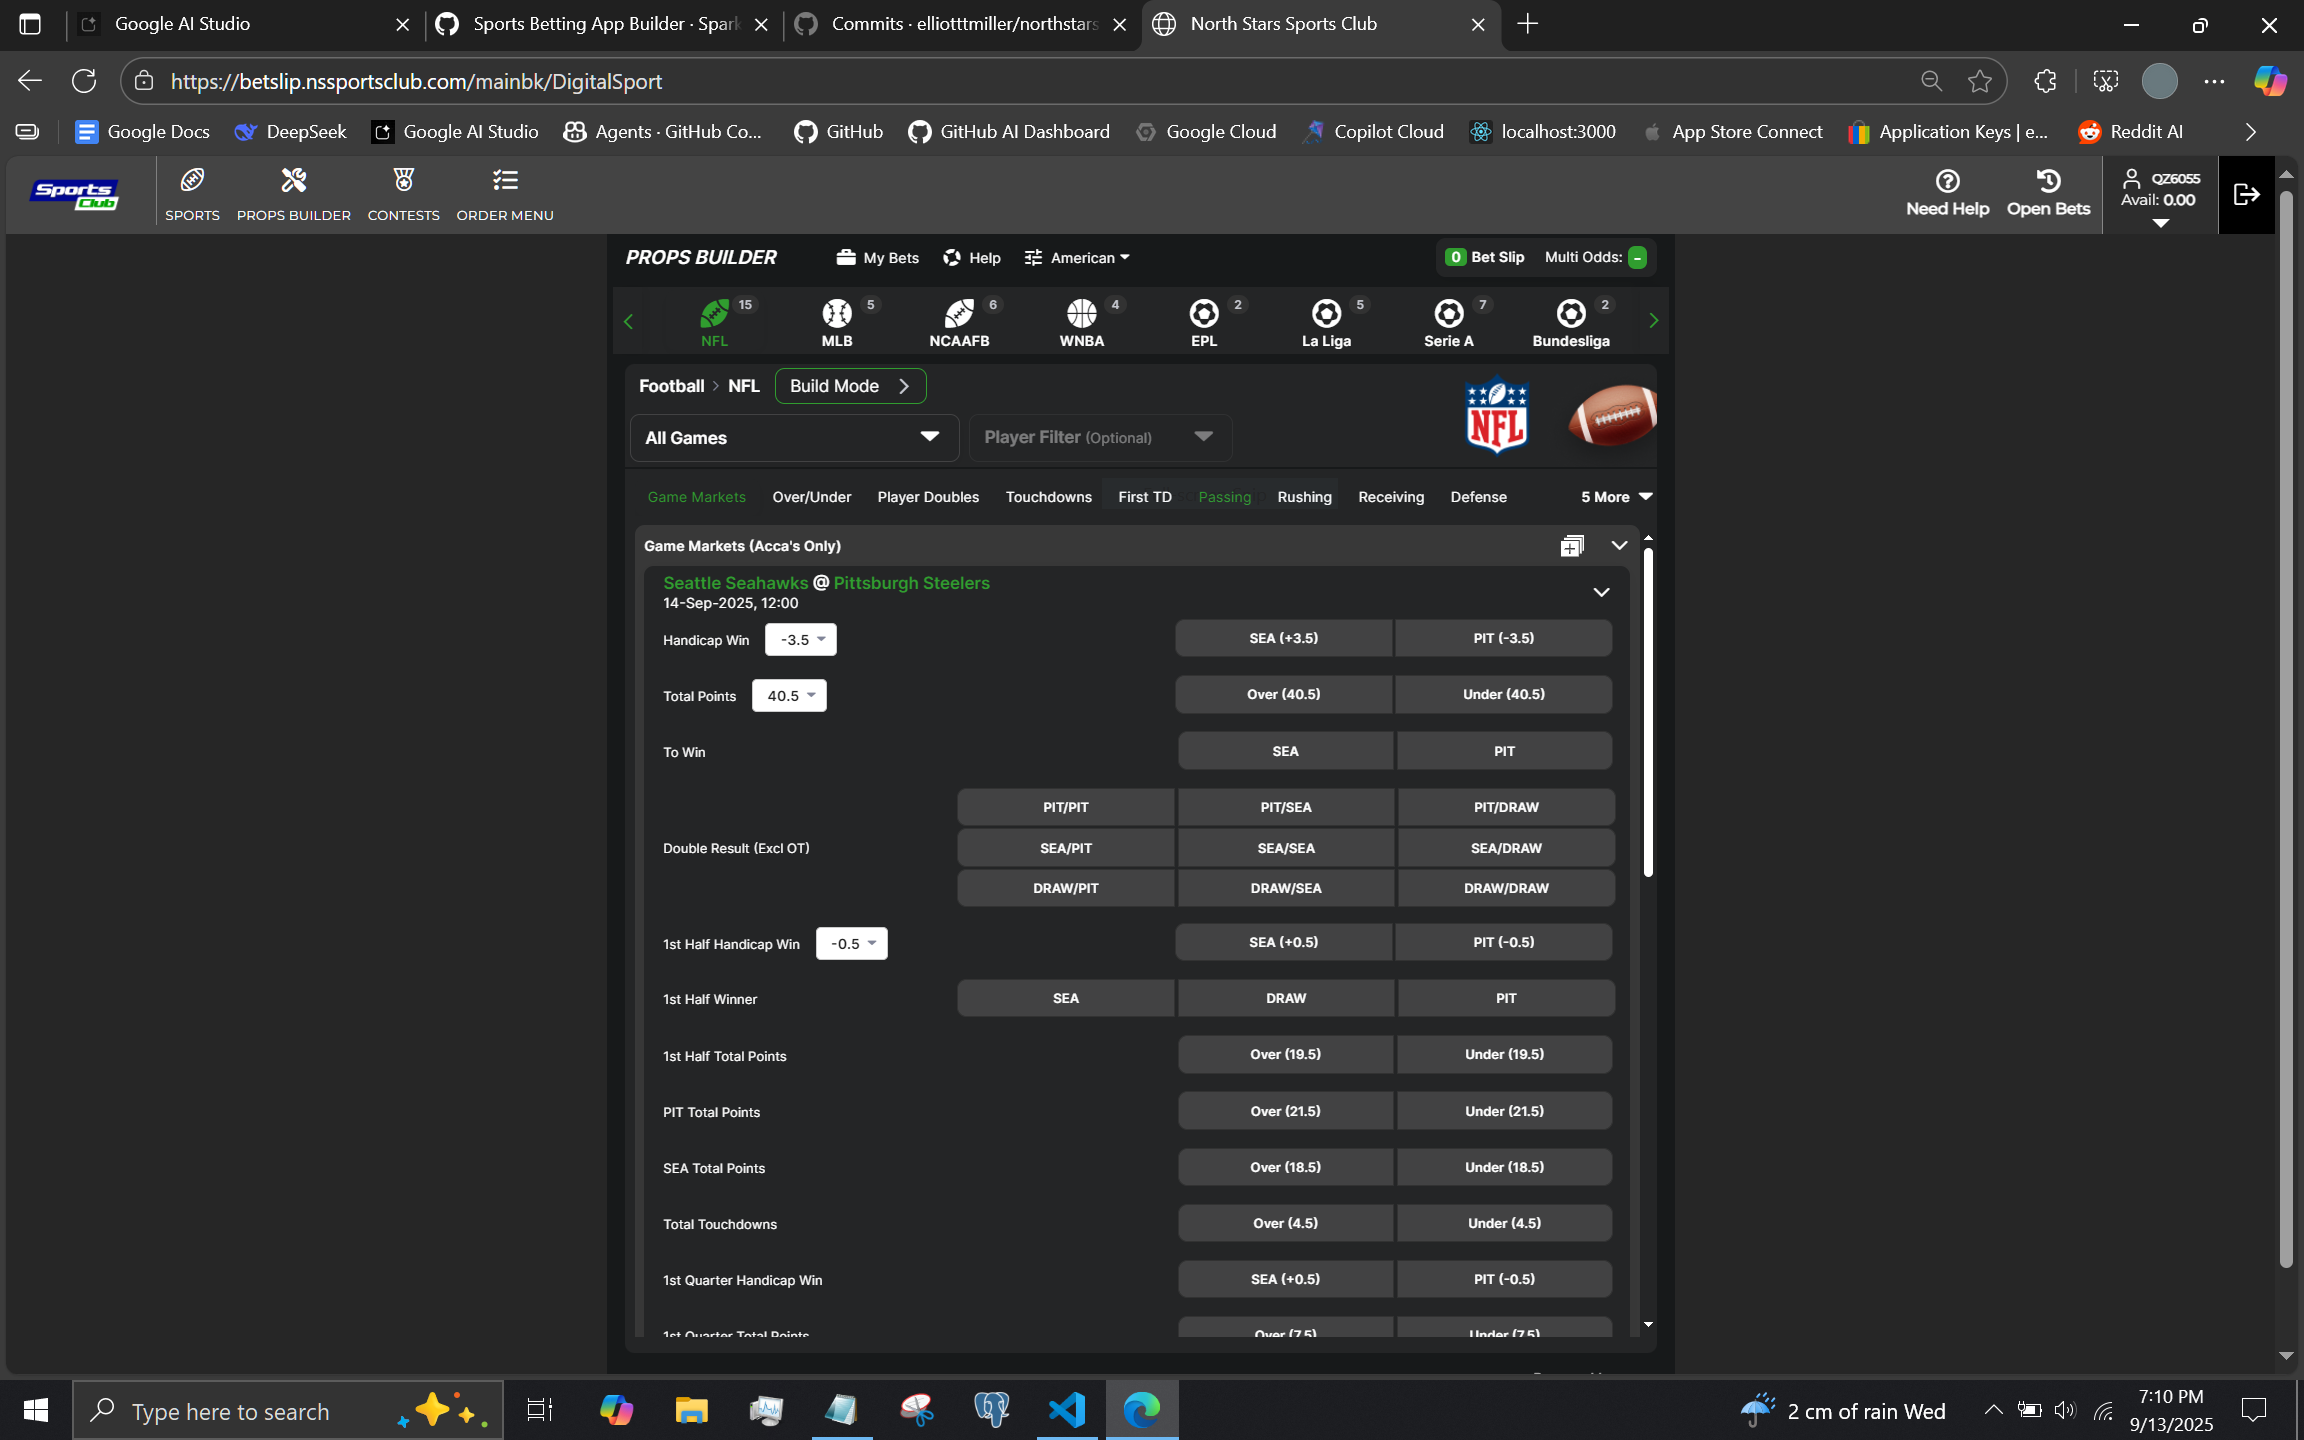 Google AI Studio
Sports Betting App Builder · Spark
Commits · elliotttmiller/northstars
North Stars Sports Club
https://betslip.nssportsclub.com/mainbk/DigitalSport
Google Docs
DeepSeek
Google AI Studio
Agents · GitHub Co...
GitHub
GitHub AI Dashboard
Google Cloud
Copilot Cloud
localhost:3000
App Store Connect
Application Keys | e...
Reddit AI
Sports Club
SPORTS
PROPS BUILDER
CONTESTS
ORDER MENU
Need Help
Open Bets
QZ6055
Avail: 0.00
PROPS BUILDER
My Bets
Help
American
0 Bet Slip
Multi Odds: -
15
NFL
5
MLB
6
NCAAFB
4
WNBA
2
EPL
5
La Liga
7
Serie A
2
Bundesliga
Football > NFL
Build Mode
NFL
All Games
Player Filter (Optional)
Game Markets
Over/Under
Player Doubles
Touchdowns
First TD
Passing
Rushing
Receiving
Defense
5 More
Game Markets (Acca's Only)
Seattle Seahawks @ Pittsburgh Steelers
14-Sep-2025, 12:00
Handicap Win -3.5 SEA (+3.5) PIT (-3.5)
Total Points 40.5 Over (40.5) Under (40.5)
To Win SEA PIT
PIT/PIT PIT/SEA PIT/DRAW
Double Result (Excl OT) SEA/PIT SEA/SEA SEA/DRAW
DRAW/PIT DRAW/SEA DRAW/DRAW
1st Half Handicap Win -0.5 SEA (+0.5) PIT (-0.5)
1st Half Winner SEA DRAW PIT
1st Half Total Points Over (19.5) Under (19.5)
PIT Total Points Over (21.5) Under (21.5)
SEA Total Points Over (18.5) Under (18.5)
Total Touchdowns Over (4.5) Under (4.5)
1st Quarter Handicap Win SEA (+0.5) PIT (-0.5)
1st Quarter Total Points Over (7.5) Under (7.5)
Type here to search
2 cm of rain Wed
7:10 PM
9/13/2025